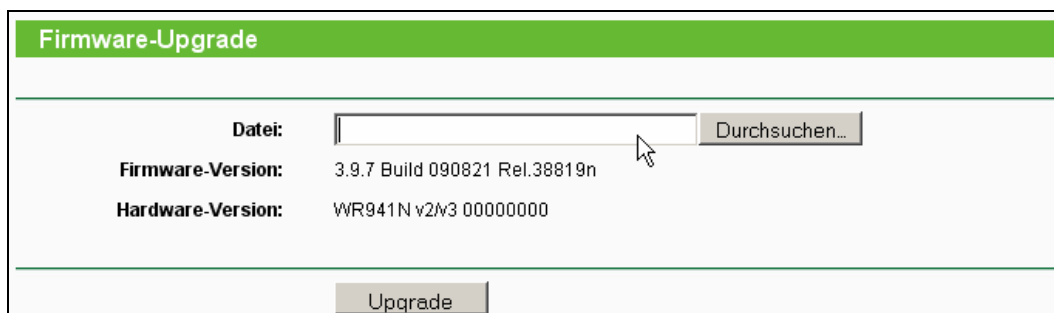 Firmware-Upgrade
Datei: Durchsuchen...
Firmware-Version: 3.9.7 Build 090821 Rel.38819n
Hardware-Version: WR941N v2/v3 00000000
Upgrade